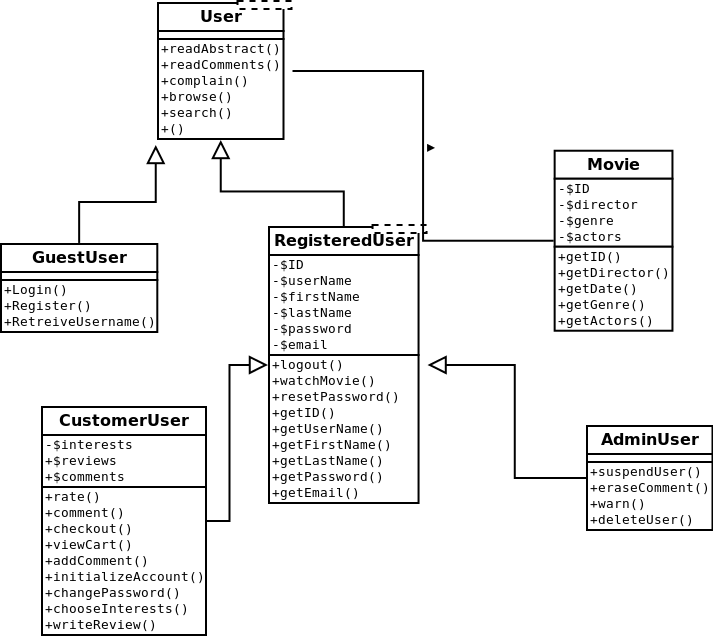 User
+readAbstract()
+readComments()
+complain()
+browse()
+search()
+()
Movie
-$ID
-$director
-$genre
-$actors
+getID()
+getDirector()
+getDate()
+getGenre()
+getActors()
GuestUser
+Login()
+Register()
+RetreiveUsername()
RegisteredUser
-$ID
-$userName
-$firstName
-$lastName
-$password
-$email
+logout()
+watchMovie()
+resetPassword()
+getID()
+getUserName()
+getFirstName()
+getLastName()
+getPassword()
+getEmail()
CustomerUser
-$interests
+$reviews
+$comments
+rate()
+comment()
+checkout()
+viewCart()
+addComment()
+initializeAccount()
+changePassword()
+chooseInterests()
+writeReview()
AdminUser
+suspendUser()
+eraseComment()
+warn()
+deleteUser()